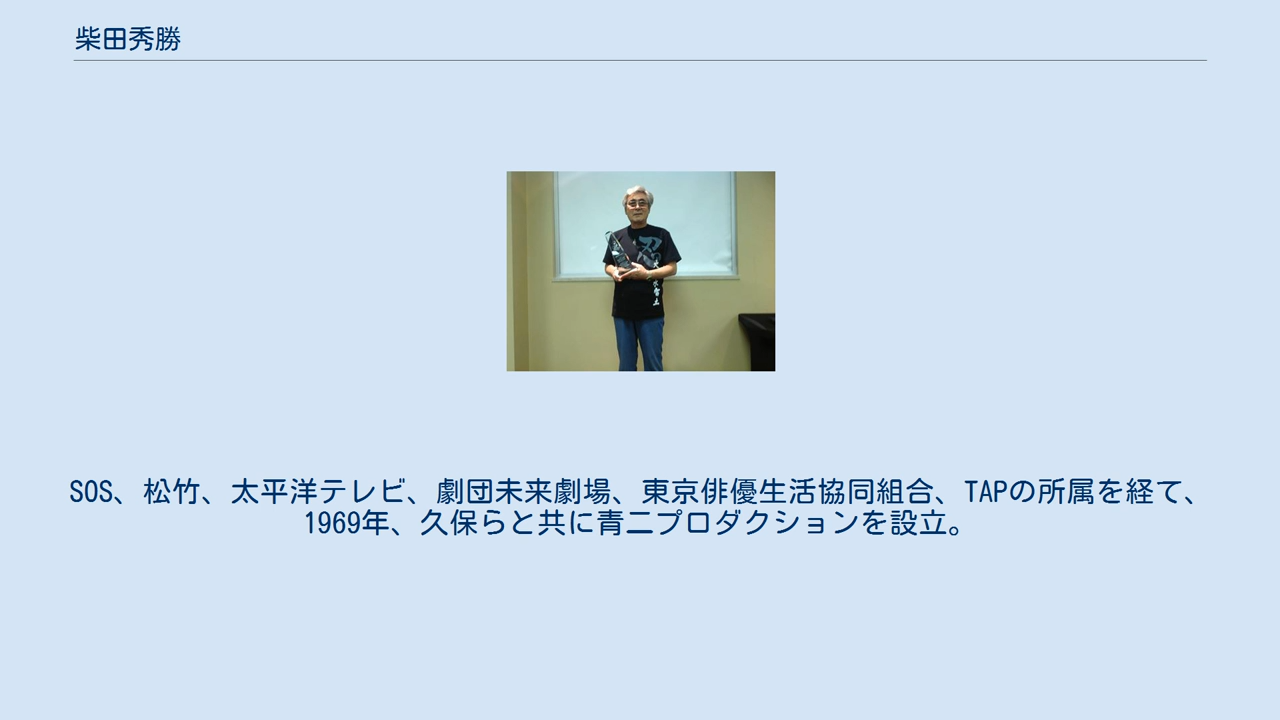 柴田秀勝
忍
SOS、松竹、太平洋テレビ、劇団未来劇場、東京俳優生活協同組合、TAPの所属を経て、
1969年、久保らと共に青二プロダクションを設立。